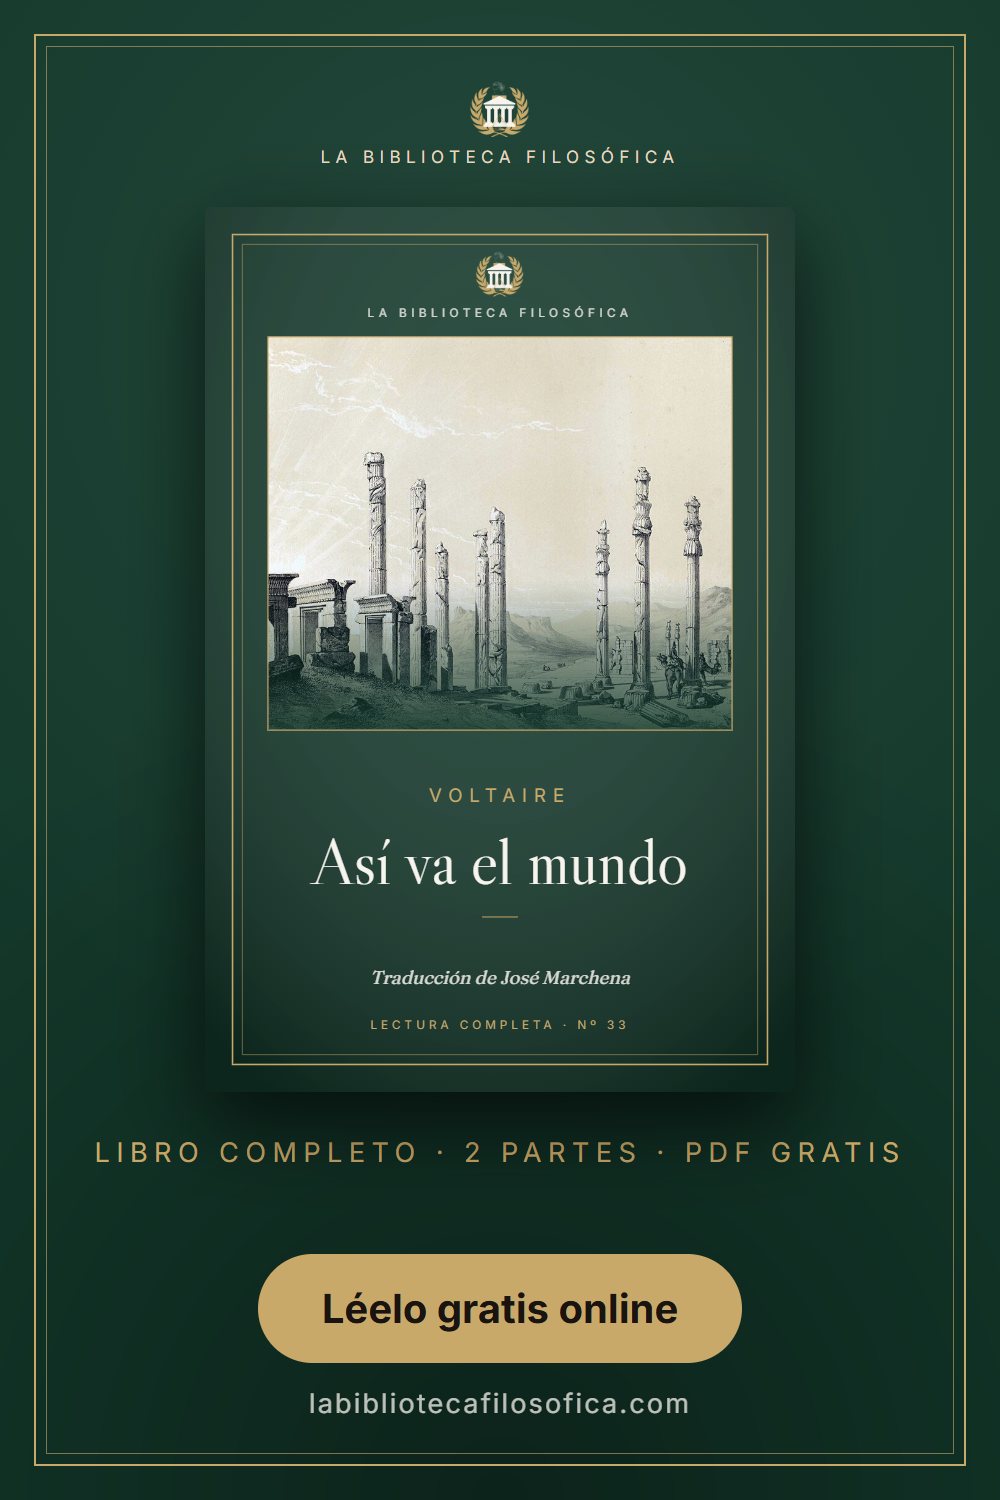 LA BIBLIOTECA FILOSÓFICA
LA BIBLIOTECA FILOSÓFICA
VOLTAIRE
Así va el mundo
Traducción de José Marchena
LECTURA COMPLETA · Nº 33
LIBRO COMPLETO · 2 PARTES · PDF GRATIS
Léelo gratis online
labibliotecafilosofica.com